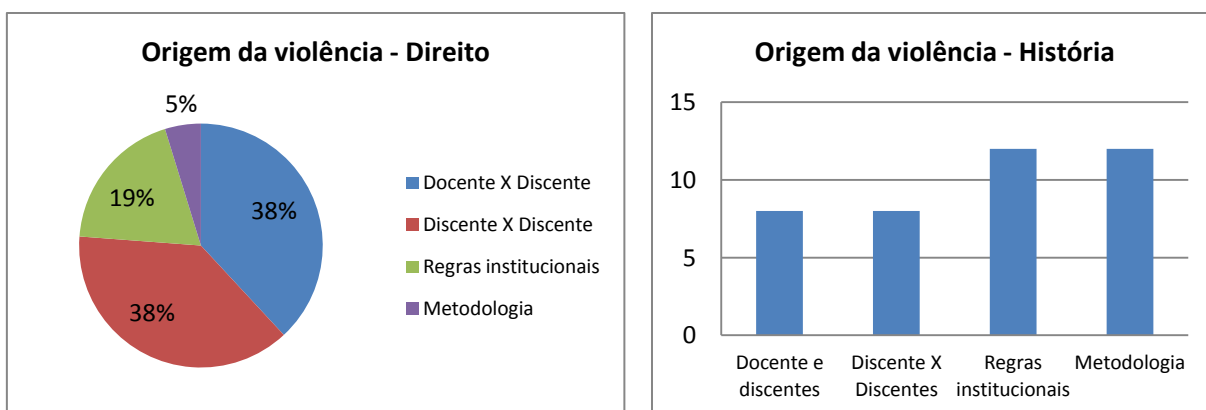 Origem da violência - Direito
5%
19%
38%
38%
Docente X Discente
Discente X Discente
Regras institucionais
Metodologia
Origem da violência - História
15
10
5
0
Docente e
discentes
Discente X
Discentes
Regras
institucionais
Metodologia